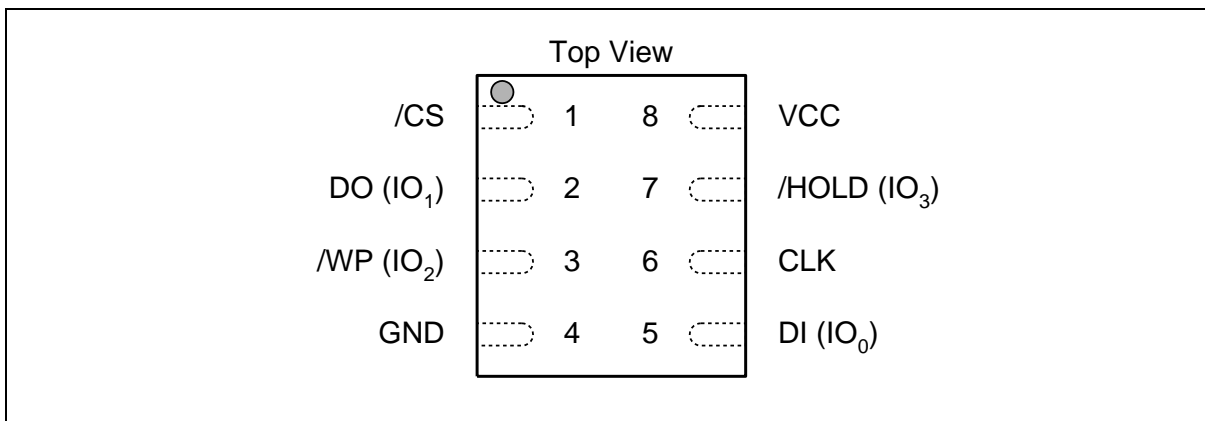 Top View
/CS 1 8 VCC
DO (IO₁) 2 7 /HOLD (IO₃)
/WP (IO₂) 3 6 CLK
GND 4 5 DI (IO₀)